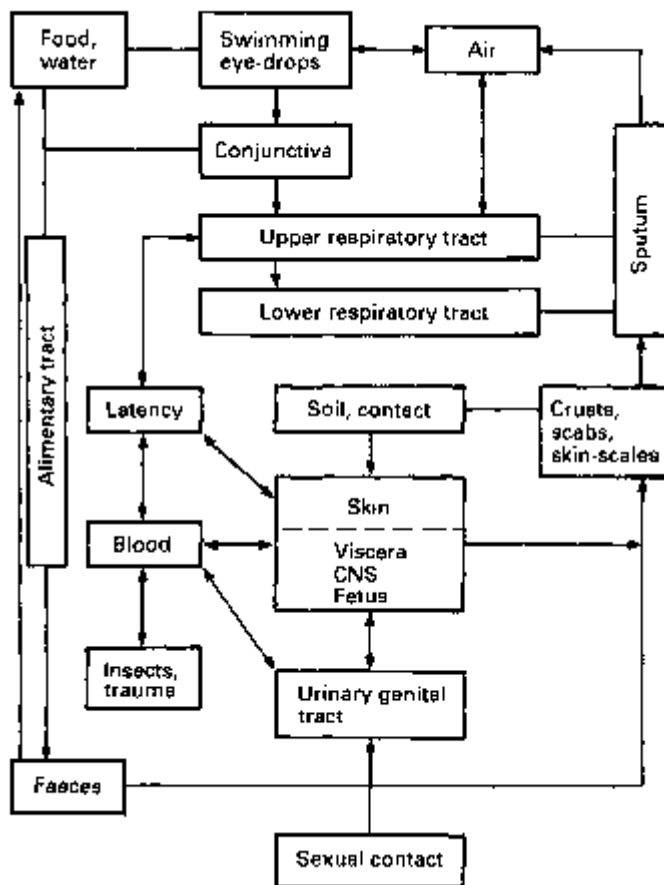 Food,
water
Swimming
eye-drops
Air
Conjunctiva
Upper respiratory tract
Lower respiratory tract
Sputum
Alimentary tract
Latency
Soil, contact
Crusts,
scabs,
skin-scales
Skin
Viscera
CNS
Fetus
Blood
Insects,
traume
Urinary genital
tract
Faeces
Sexual contact